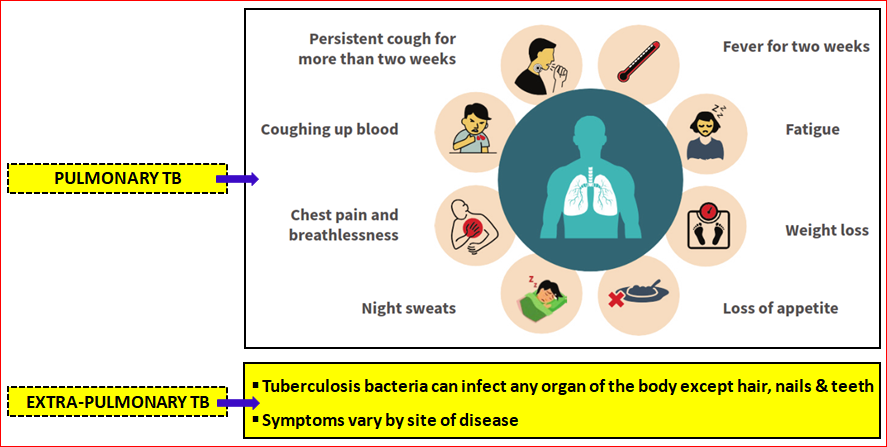 PULMONARY TB
Persistent cough for
more than two weeks
Fever for two weeks
Coughing up blood
Fatigue
Chest pain and
breathlessness
Weight loss
Night sweats
Loss of appetite
zz
z
zz
EXTRA-PULMONARY TB
▪ Tuberculosis bacteria can infect any organ of the body except hair, nails & teeth
▪ Symptoms vary by site of disease